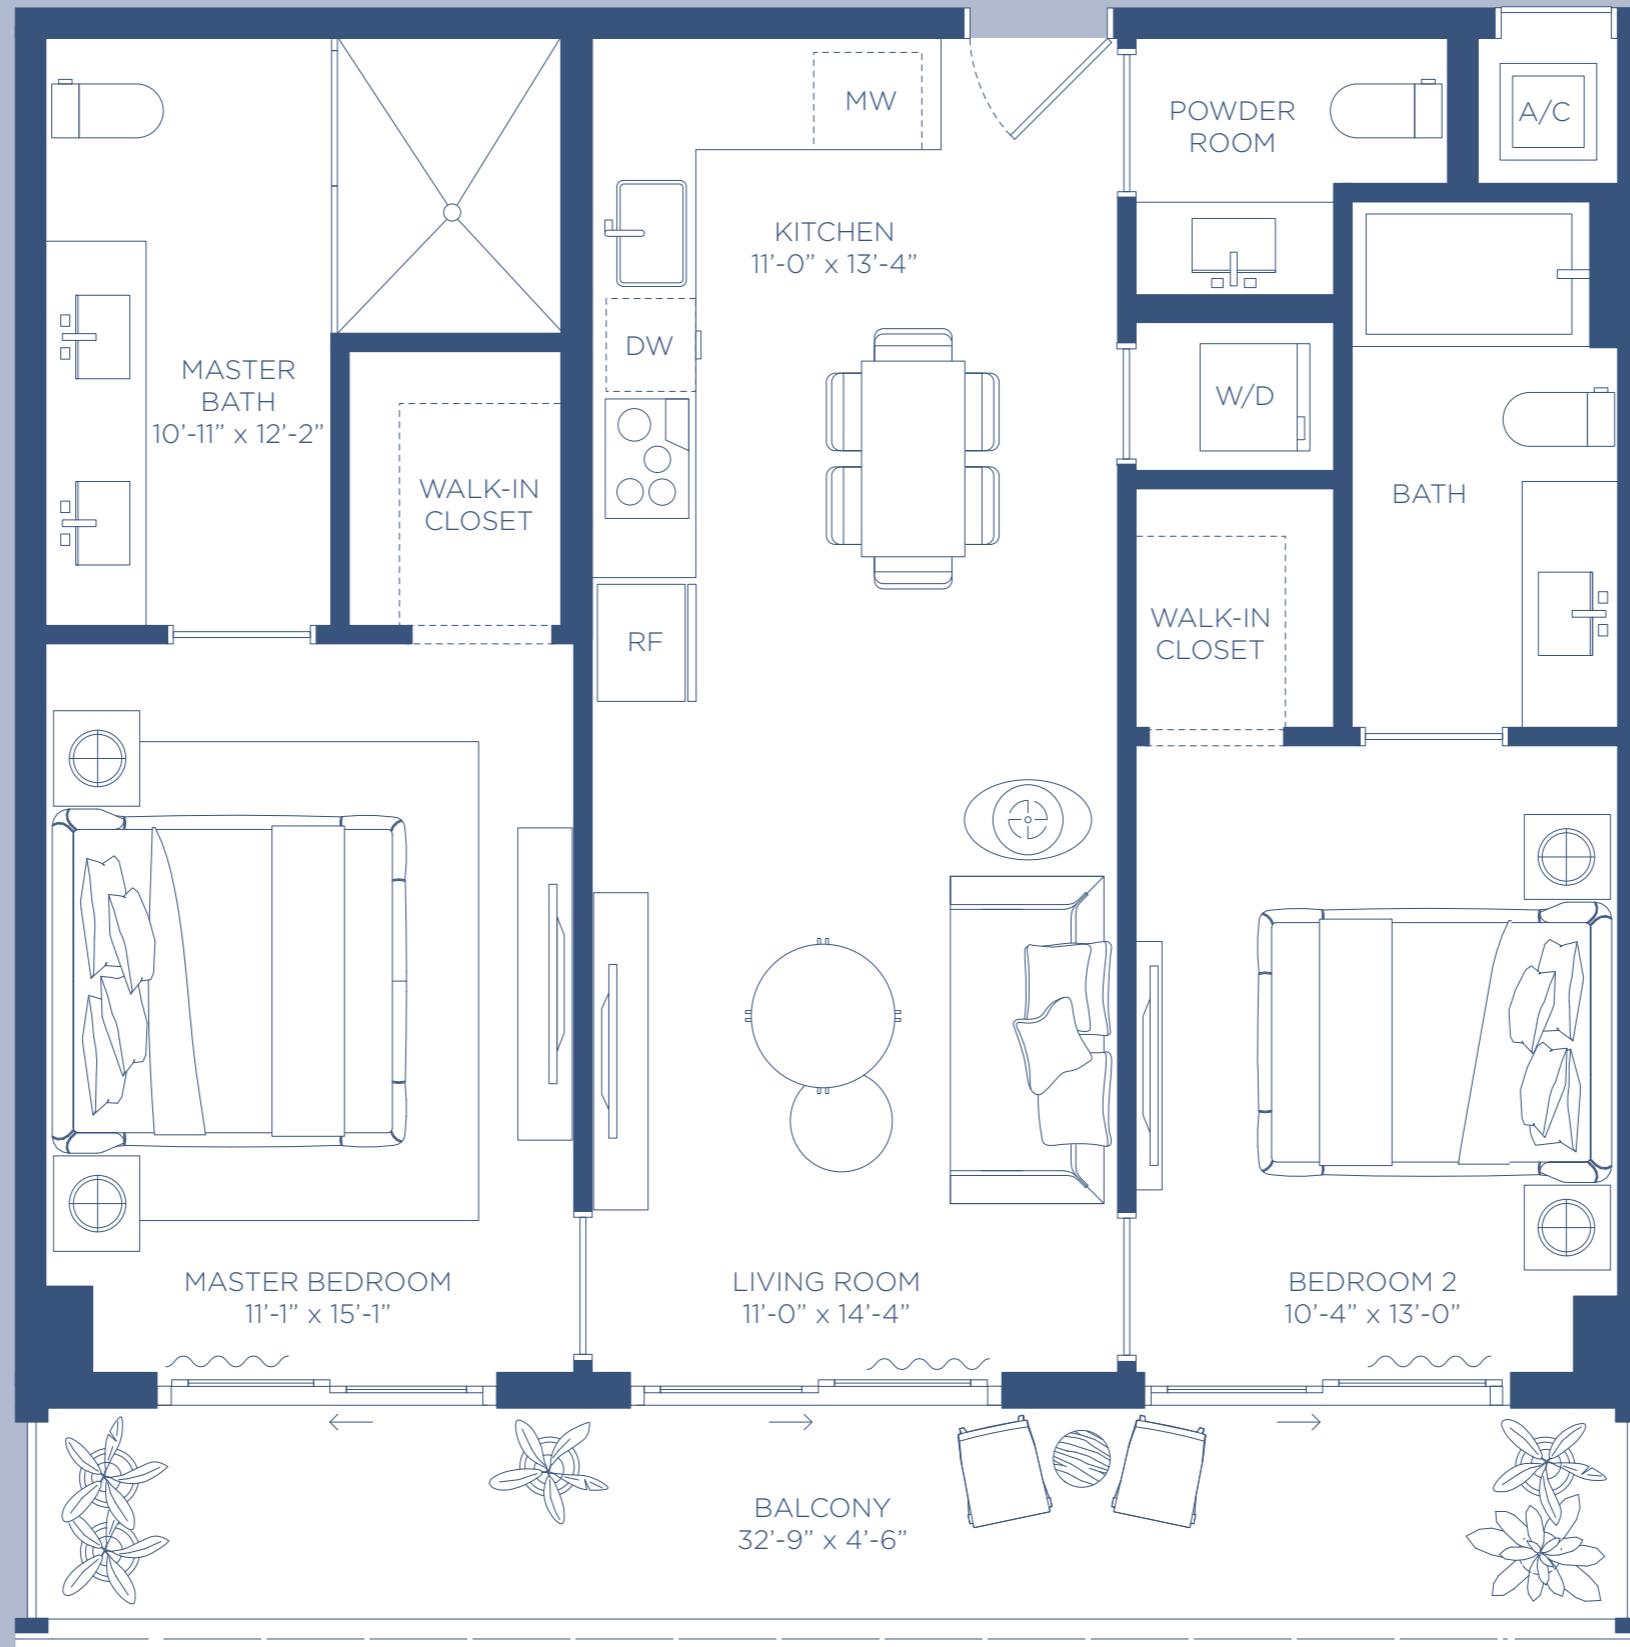 MW
POWDER
ROOM
A/C
KITCHEN
11’-0” x 13’-4”
DW
MASTER
BATH
10’-11” x 12’-2”
W/D
WALK-IN
CLOSET
BATH
WALK-IN
CLOSET
RF
MASTER BEDROOM
11’-1” x 15’-1”
LIVING ROOM
11’-0” x 14’-4”
BEDROOM 2
10’-4” x 13’-0”
BALCONY
32’-9” x 4’-6”